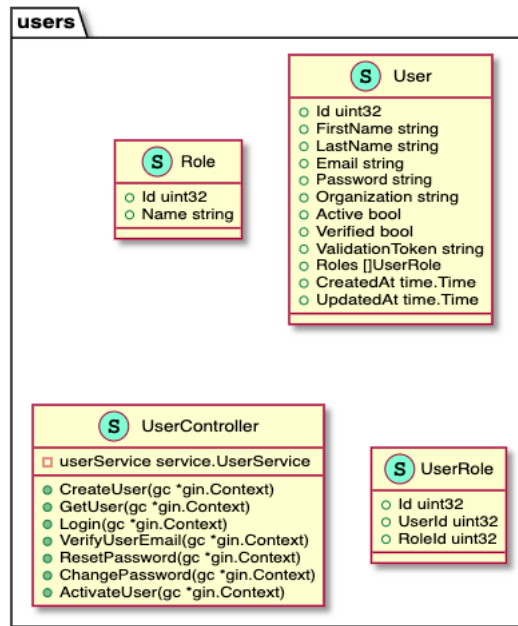 users
S Role
Id uint32
Name string
S User
Id uint32
FirstName string
LastName string
Email string
Password string
Organization string
Active bool
Verified bool
ValidationToken string
Roles []UserRole
CreatedAt time.Time
UpdatedAt time.Time
S UserController
userService service.UserService
CreateUser(gc *gin.Context)
GetUser(gc *gin.Context)
Login(gc *gin.Context)
VerifyUserEmail(gc *gin.Context)
ResetPassword(gc *gin.Context)
ChangePassword(gc *gin.Context)
ActivateUser(gc *gin.Context)
S UserRole
Id uint32
UserId uint32
RoleId uint32